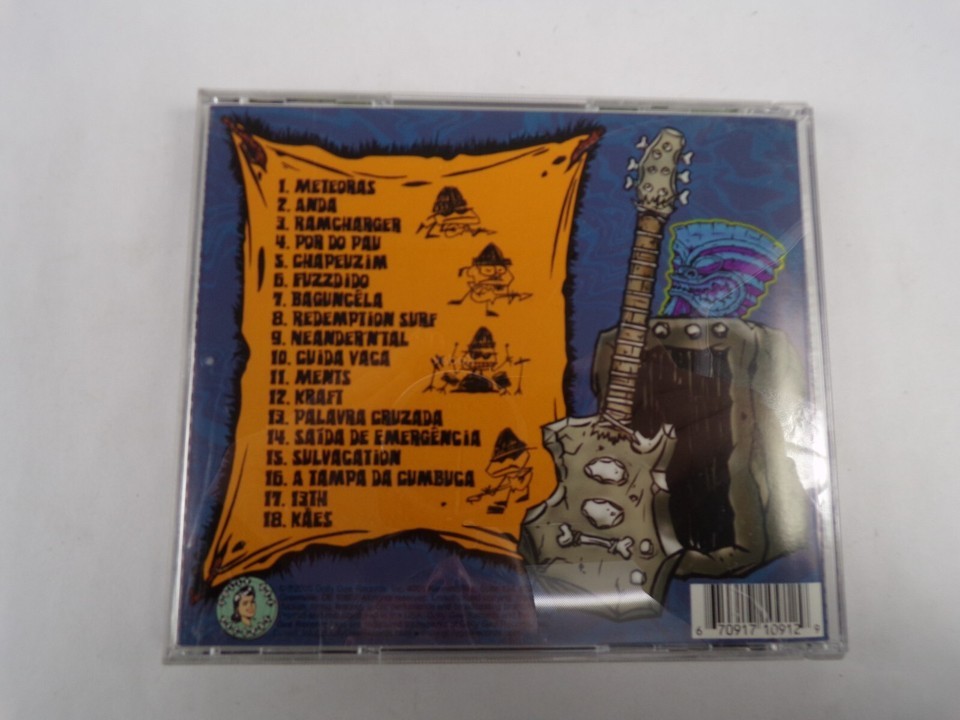 1. METEORAS
2. ANDA
3. RAMCHARGER
4. POR DO PAU
5. CHAPEUZIM
6. FUZZDIDO
7. BAGUNCÊLA
8. REDEMPTION SURF
9. NEANDERNTAL
10. CUIDA VACA
11. MENTS
12. KRAFT
13. PALAVRA CRUZADA
14. SAÍDA DE EMERGÊNCIA
15. SULVACATION
16. A TAMPA DA CUMBUCA
17. 13TH
18. KÃES
6 70917 10912 9